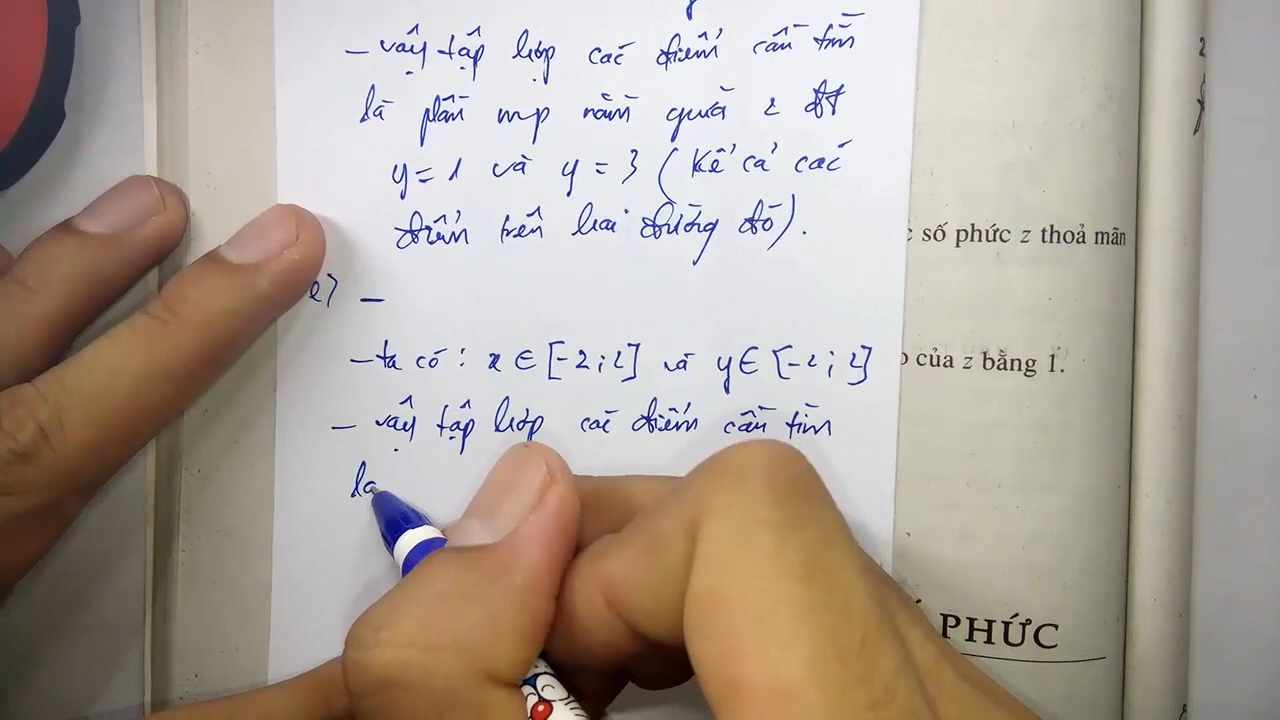 - vậy tập hợp các điểm cần tìm
là phần mp nằm giữa 2 đt
y = 1 và y = 3 (kể cả các
điểm trên hai đường đó).
e) -
- ta có: x ∈ [-2; 2] và y ∈ [-2; 2]
- vậy tập hợp các điểm cần tìm
la
số phức z thoả mãn
của z bằng 1.
PHỨC